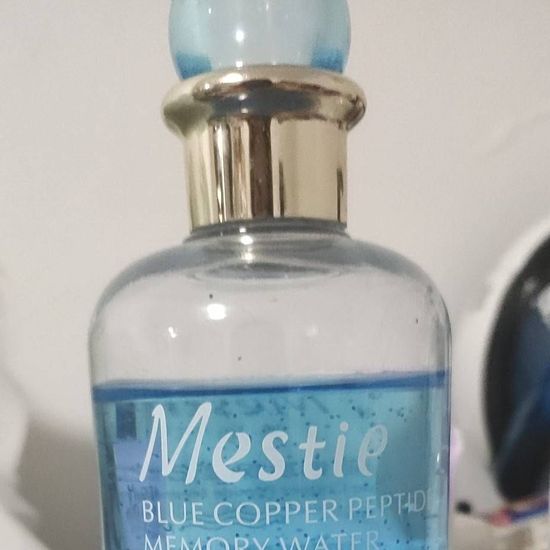 Mestie
BLUE COPPER PEPTIDE
MEMORY WATER